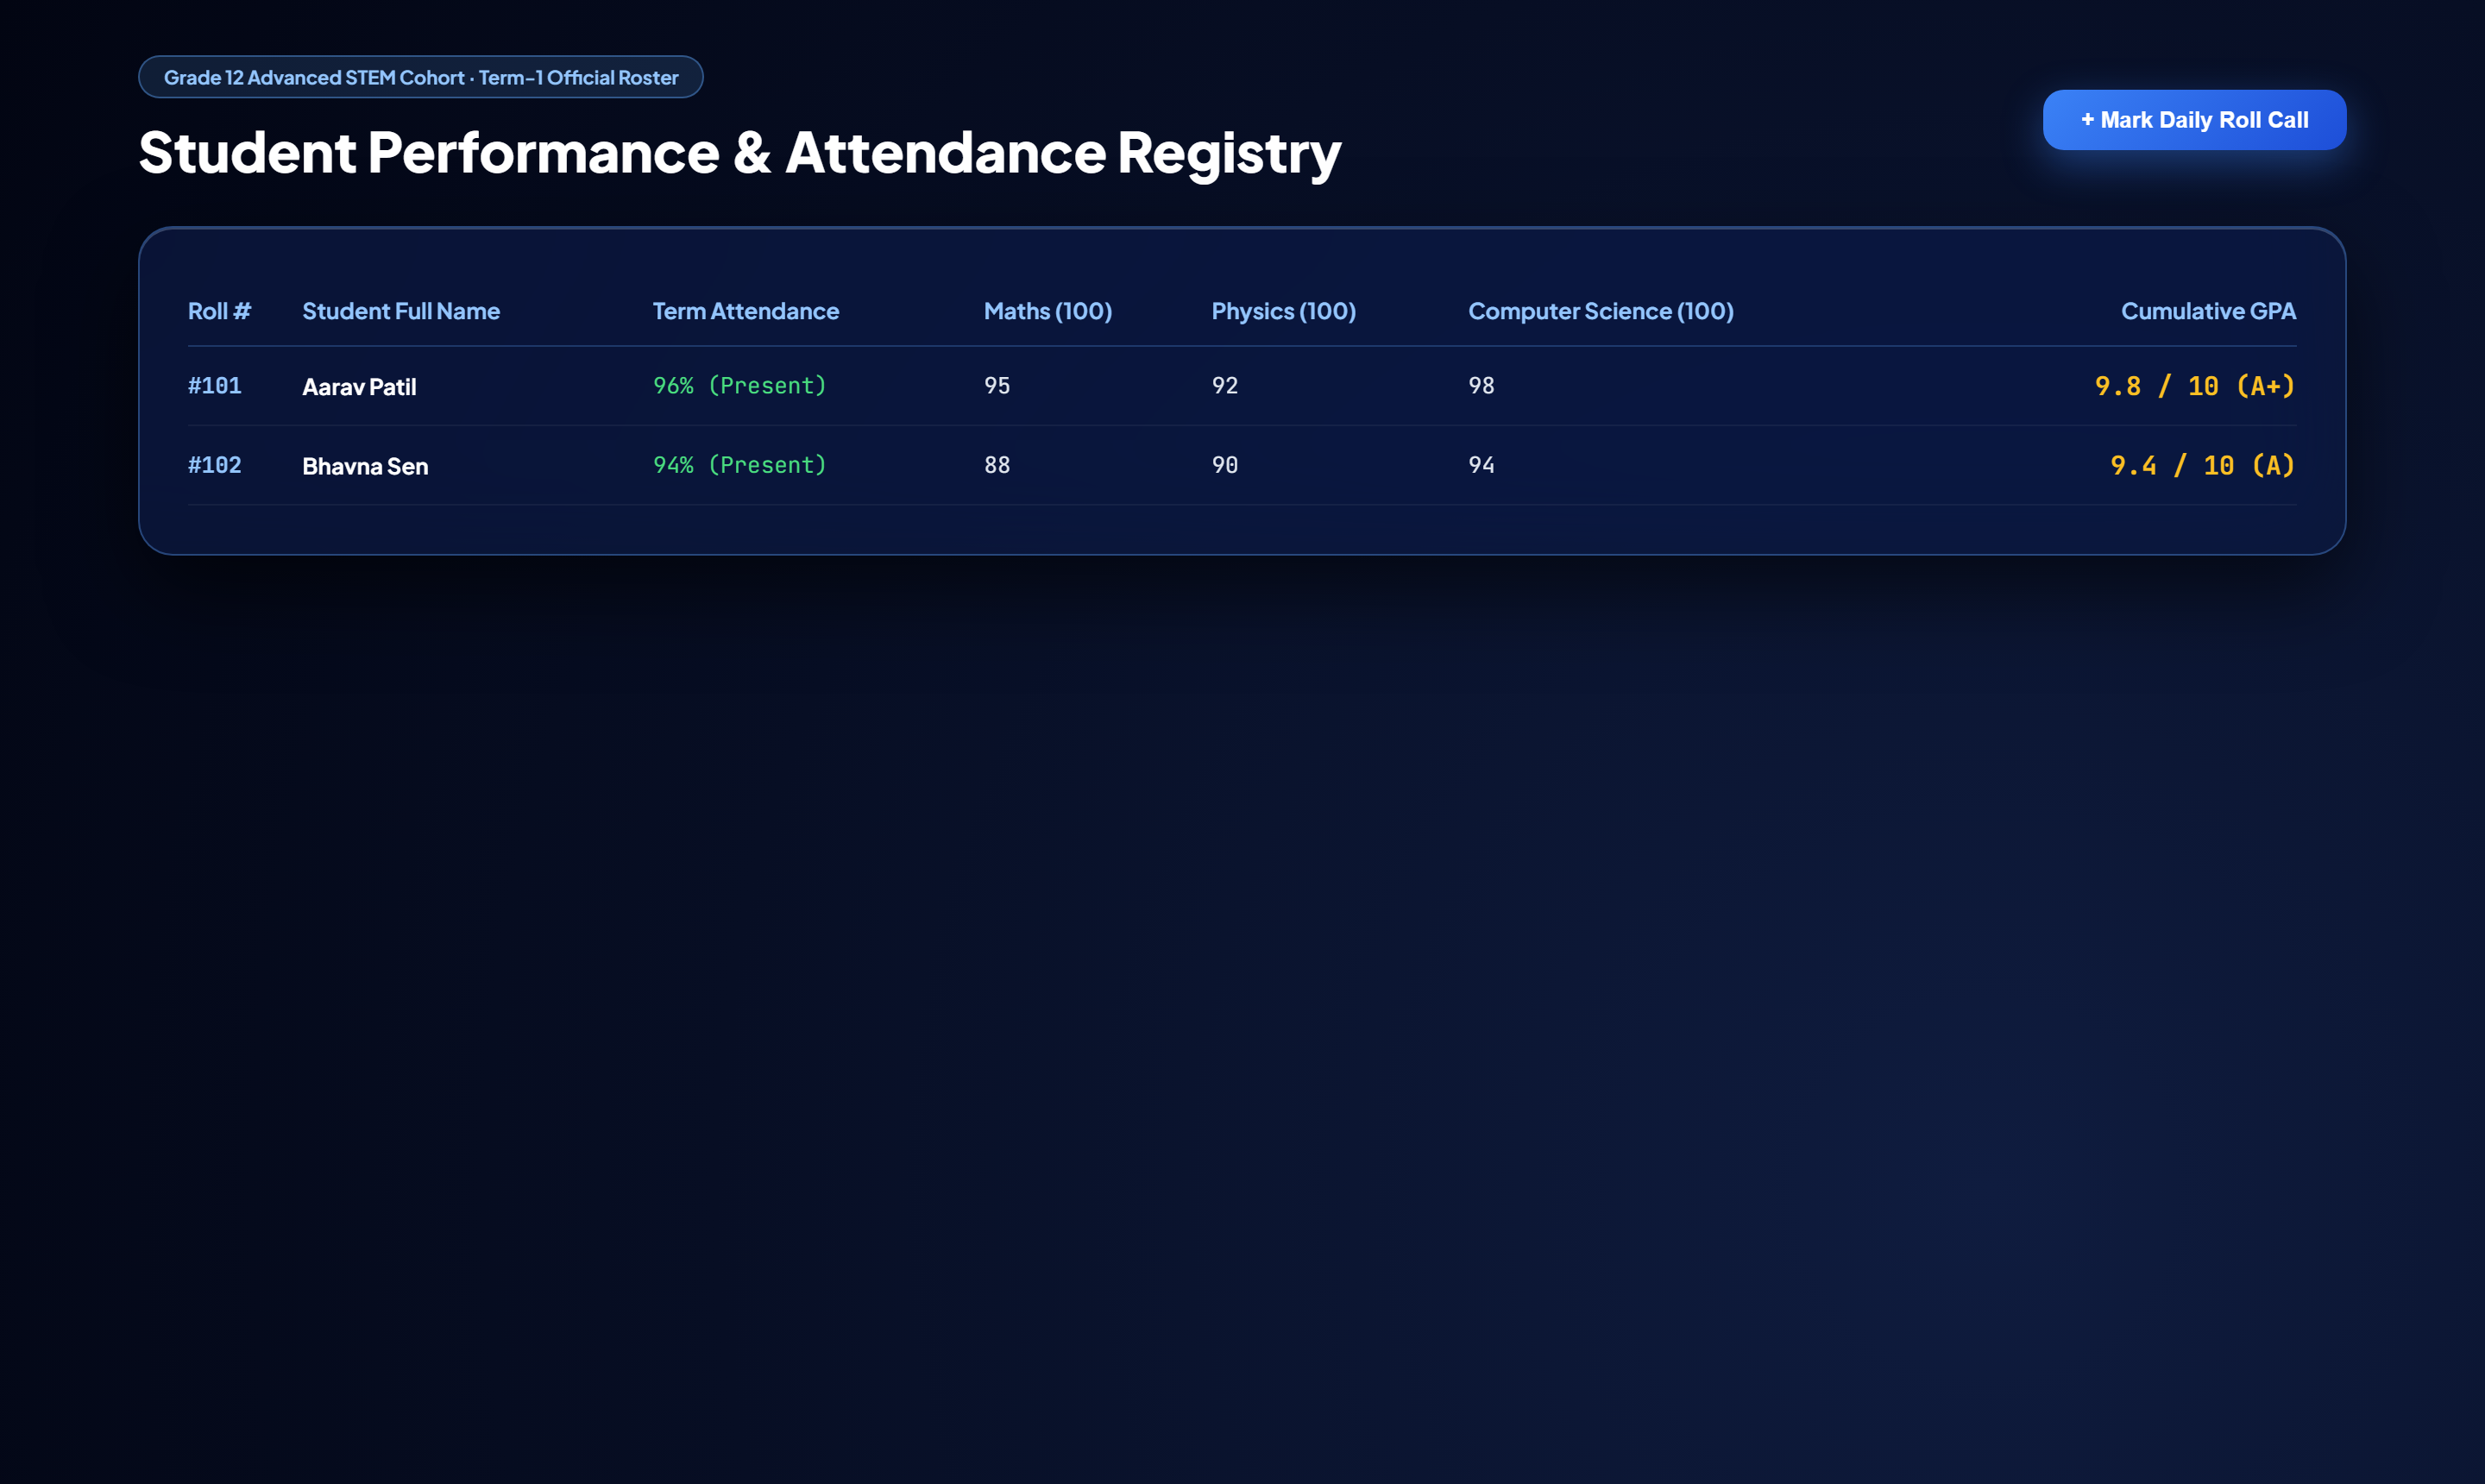 Grade 12 Advanced STEM Cohort · Term-1 Official Roster
+ Mark Daily Roll Call
Student Performance & Attendance Registry
Roll # Student Full Name Term Attendance Maths (100) Physics (100) Computer Science (100) Cumulative GPA
#101 Aarav Patil 96% (Present) 95 92 98 9.8 / 10 (A+)
#102 Bhavna Sen 94% (Present) 88 90 94 9.4 / 10 (A)